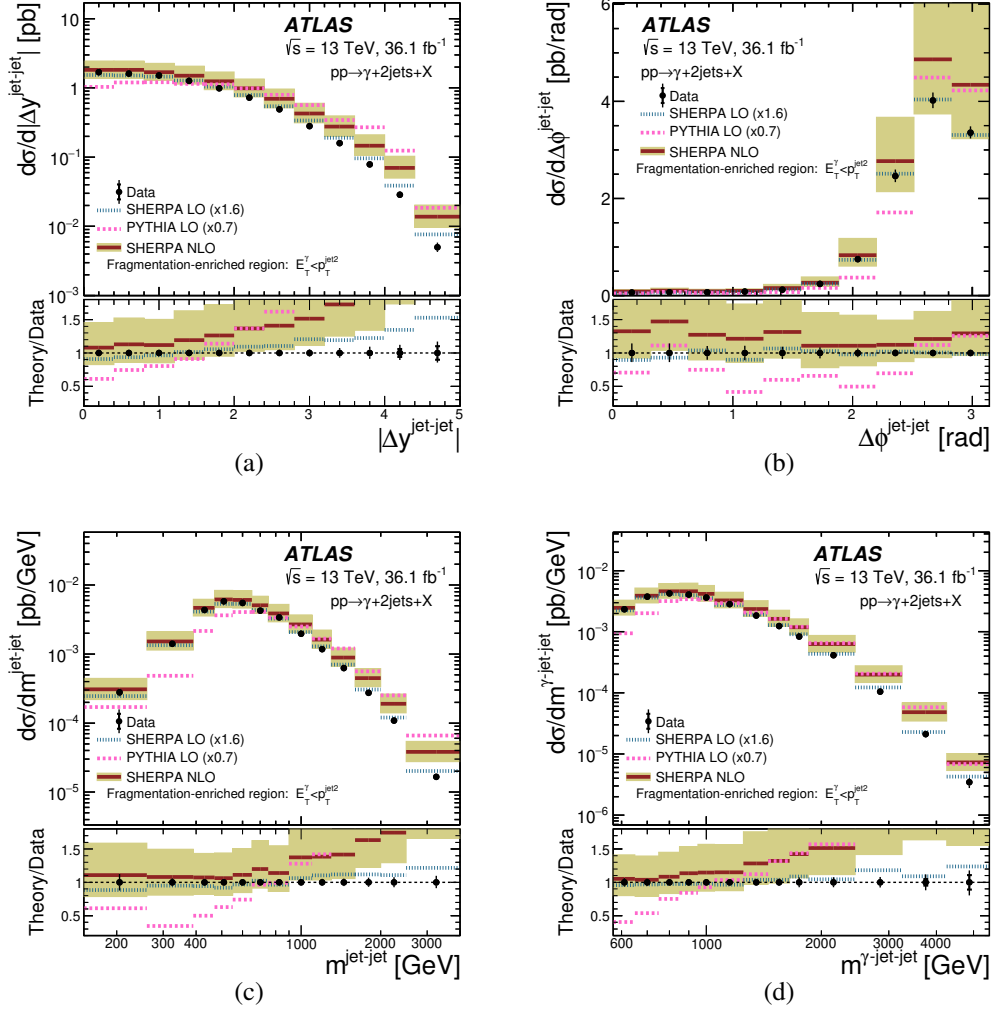 ATLAS
√s = 13 TeV, 36.1 fb⁻¹
pp→γ+2jets+X
dσ/d|Δy^jet-jet| [pb]
10
1
10⁻¹
10⁻²
10⁻³
Data
SHERPA LO (x1.6)
PYTHIA LO (x0.7)
SHERPA NLO
Fragmentation-enriched region: E_T^γ<p_T^jet2
Theory/Data
1.5
1
0.5
0 1 2 3 4 5
|Δy^jet-jet|
(a)
ATLAS
√s = 13 TeV, 36.1 fb⁻¹
pp→γ+2jets+X
dσ/dΔϕ^jet-jet [pb/rad]
6
4
2
0
Data
SHERPA LO (x1.6)
PYTHIA LO (x0.7)
SHERPA NLO
Fragmentation-enriched region: E_T^γ<p_T^jet2
Theory/Data
1.5
1
0.5
0 1 2 3
Δϕ^jet-jet [rad]
(b)
ATLAS
√s = 13 TeV, 36.1 fb⁻¹
pp→γ+2jets+X
dσ/dm^jet-jet [pb/GeV]
10⁻²
10⁻³
10⁻⁴
10⁻⁵
Data
SHERPA LO (x1.6)
PYTHIA LO (x0.7)
SHERPA NLO
Fragmentation-enriched region: E_T^γ<p_T^jet2
Theory/Data
1.5
1
0.5
200 300 400 1000 2000 3000
m^jet-jet [GeV]
(c)
ATLAS
√s = 13 TeV, 36.1 fb⁻¹
pp→γ+2jets+X
dσ/dm^γ-jet-jet [pb/GeV]
10⁻²
10⁻³
10⁻⁴
10⁻⁵
10⁻⁶
Data
SHERPA LO (x1.6)
PYTHIA LO (x0.7)
SHERPA NLO
Fragmentation-enriched region: E_T^γ<p_T^jet2
Theory/Data
1.5
1
0.5
600 1000 2000 3000 4000
m^γ-jet-jet [GeV]
(d)